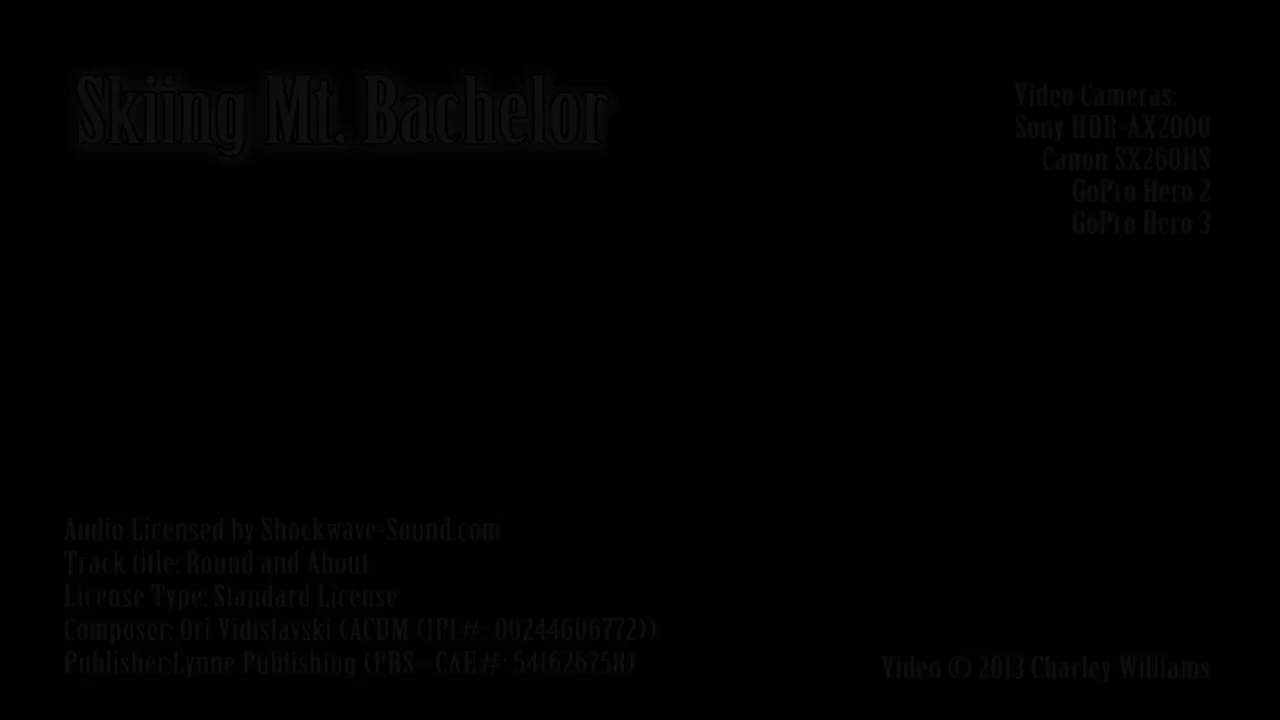 Skiing Mt. Bachelor
Video Cameras:
Sony HDR-AX2000
Canon SX260HS
GoPro Hero 2
GoPro Hero 3
Audio Licensed by Shockwave-Sound.com
Track title: Round and About
License Type: Standard License
Composer: Ori Vidislavski (ACUM (IPI #: 00244606772))
Publisher:Lynne Publishing (PRS - CAE #: 541626758)
Video © 2013 Charley Williams